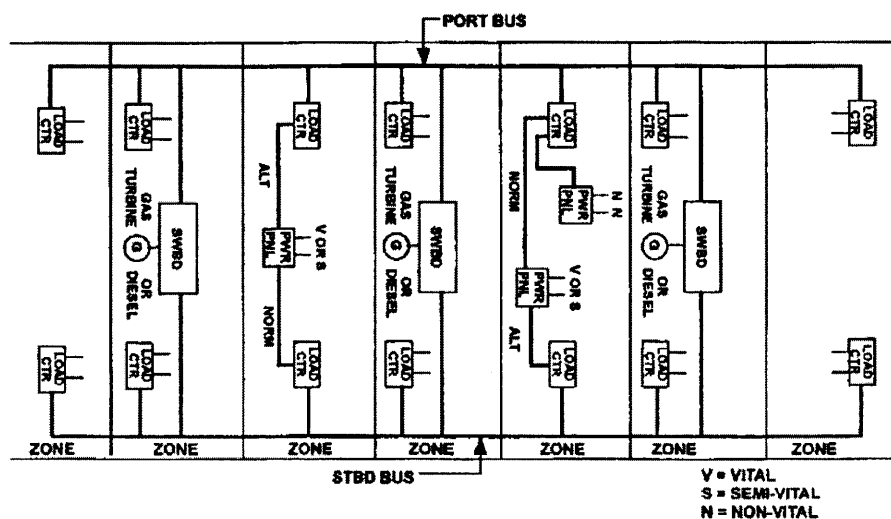 PORT BUS
LOAD CTR
LOAD CTR
LOAD CTR
LOAD CTR
LOAD CTR
LOAD CTR
LOAD CTR
GAS TURBINE OR DIESEL
G
SWBD
ALT
PWR PNL
V OR S
NORM
GAS TURBINE OR DIESEL
G
SWBD
NORM
PWR PNL
N N
PWR PNL
V OR S
ALT
GAS TURBINE OR DIESEL
G
SWBD
LOAD CTR
LOAD CTR
LOAD CTR
LOAD CTR
LOAD CTR
LOAD CTR
LOAD CTR
ZONE
ZONE
ZONE
ZONE
ZONE
ZONE
ZONE
STBD BUS
V = VITAL
S = SEMI-VITAL
N = NON-VITAL